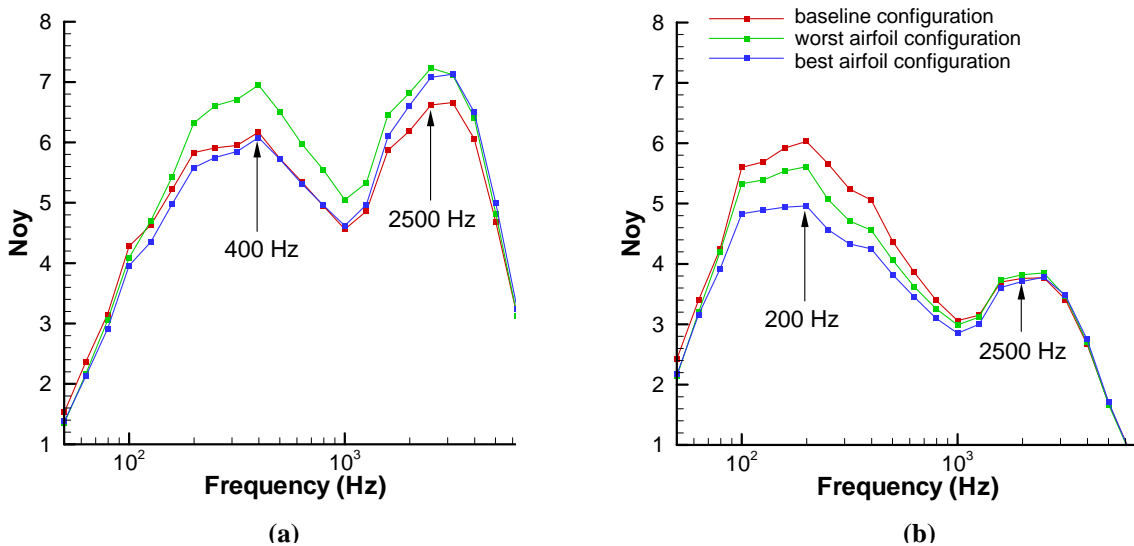 8
7
6
5
4
3
2
1
Noy
400 Hz
2500 Hz
10² 10³
Frequency (Hz)
(a)
baseline configuration
worst airfoil configuration
best airfoil configuration
8
7
6
5
4
3
2
1
Noy
200 Hz
2500 Hz
10² 10³
Frequency (Hz)
(b)